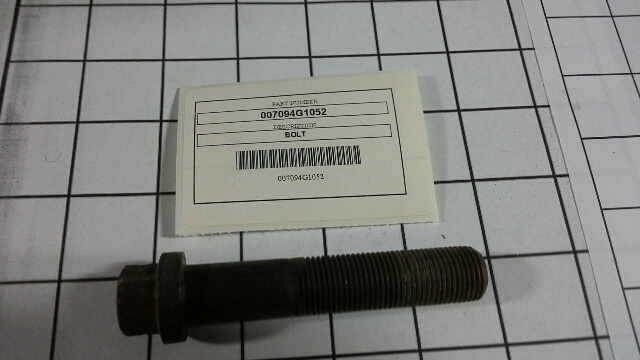 PART NUMBER
007094G1052
DESCRIPTION
BOLT
007094G1052